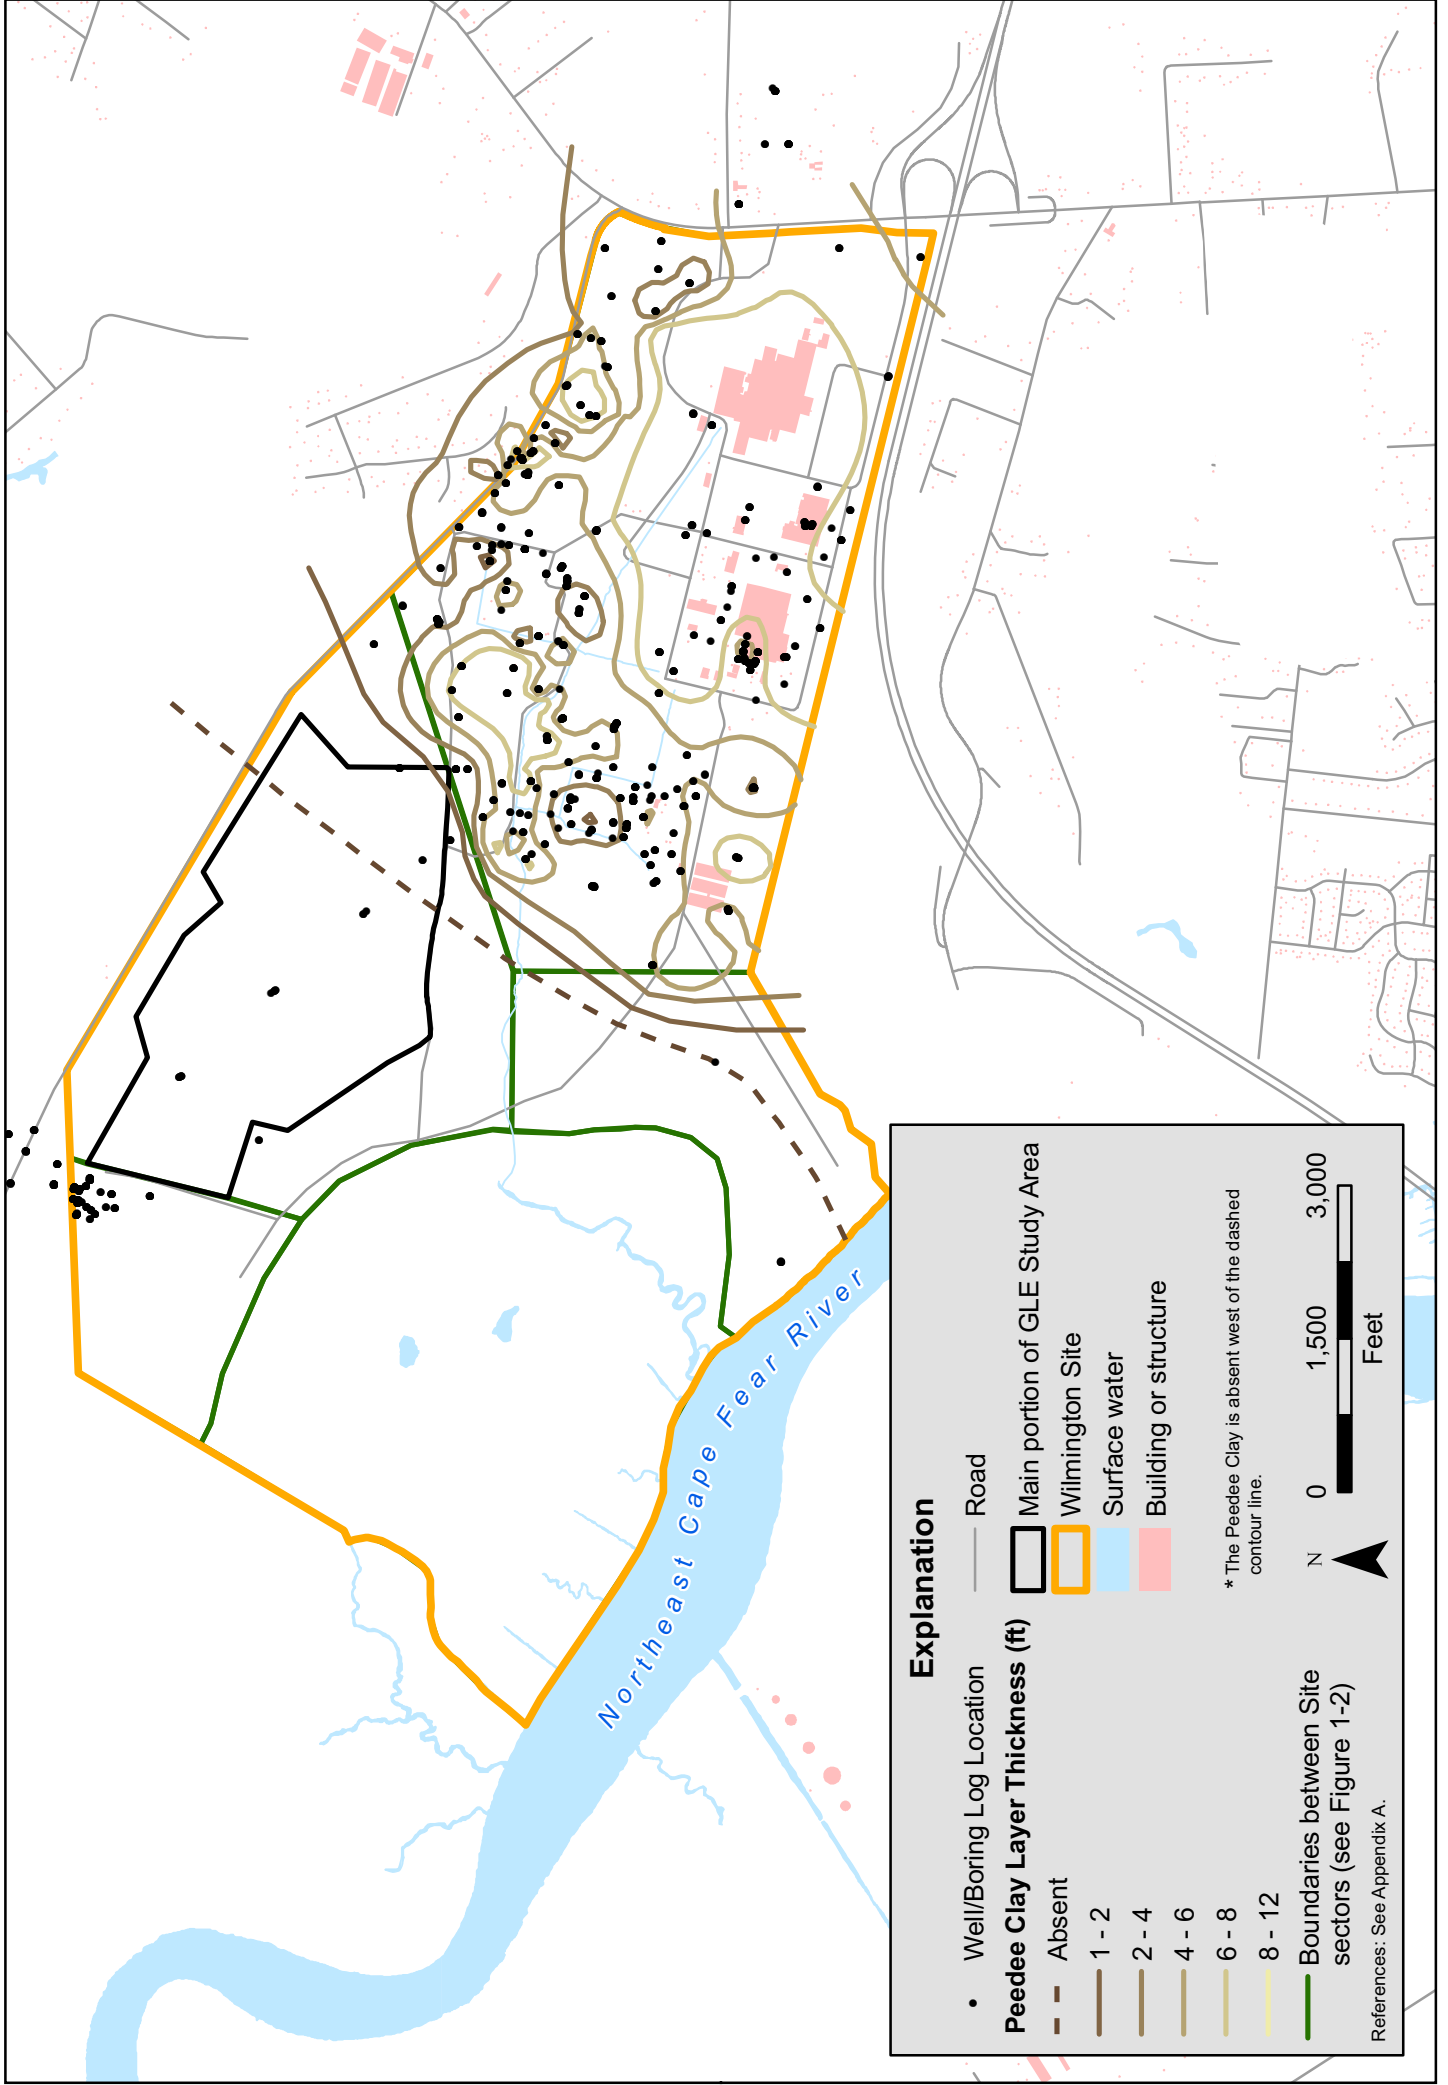 Northeast Cape Fear River
Explanation
Well/Boring Log Location
Peedee Clay Layer Thickness (ft)
Absent
1 - 2
2 - 4
4 - 6
6 - 8
8 - 12
Boundaries between Site
sectors (see Figure 1-2)
References: See Appendix A.
Road
Main portion of GLE Study Area
Wilmington Site
Surface water
Building or structure
* The Peedee Clay is absent west of the dashed
contour line.
N
0 1,500 3,000
Feet